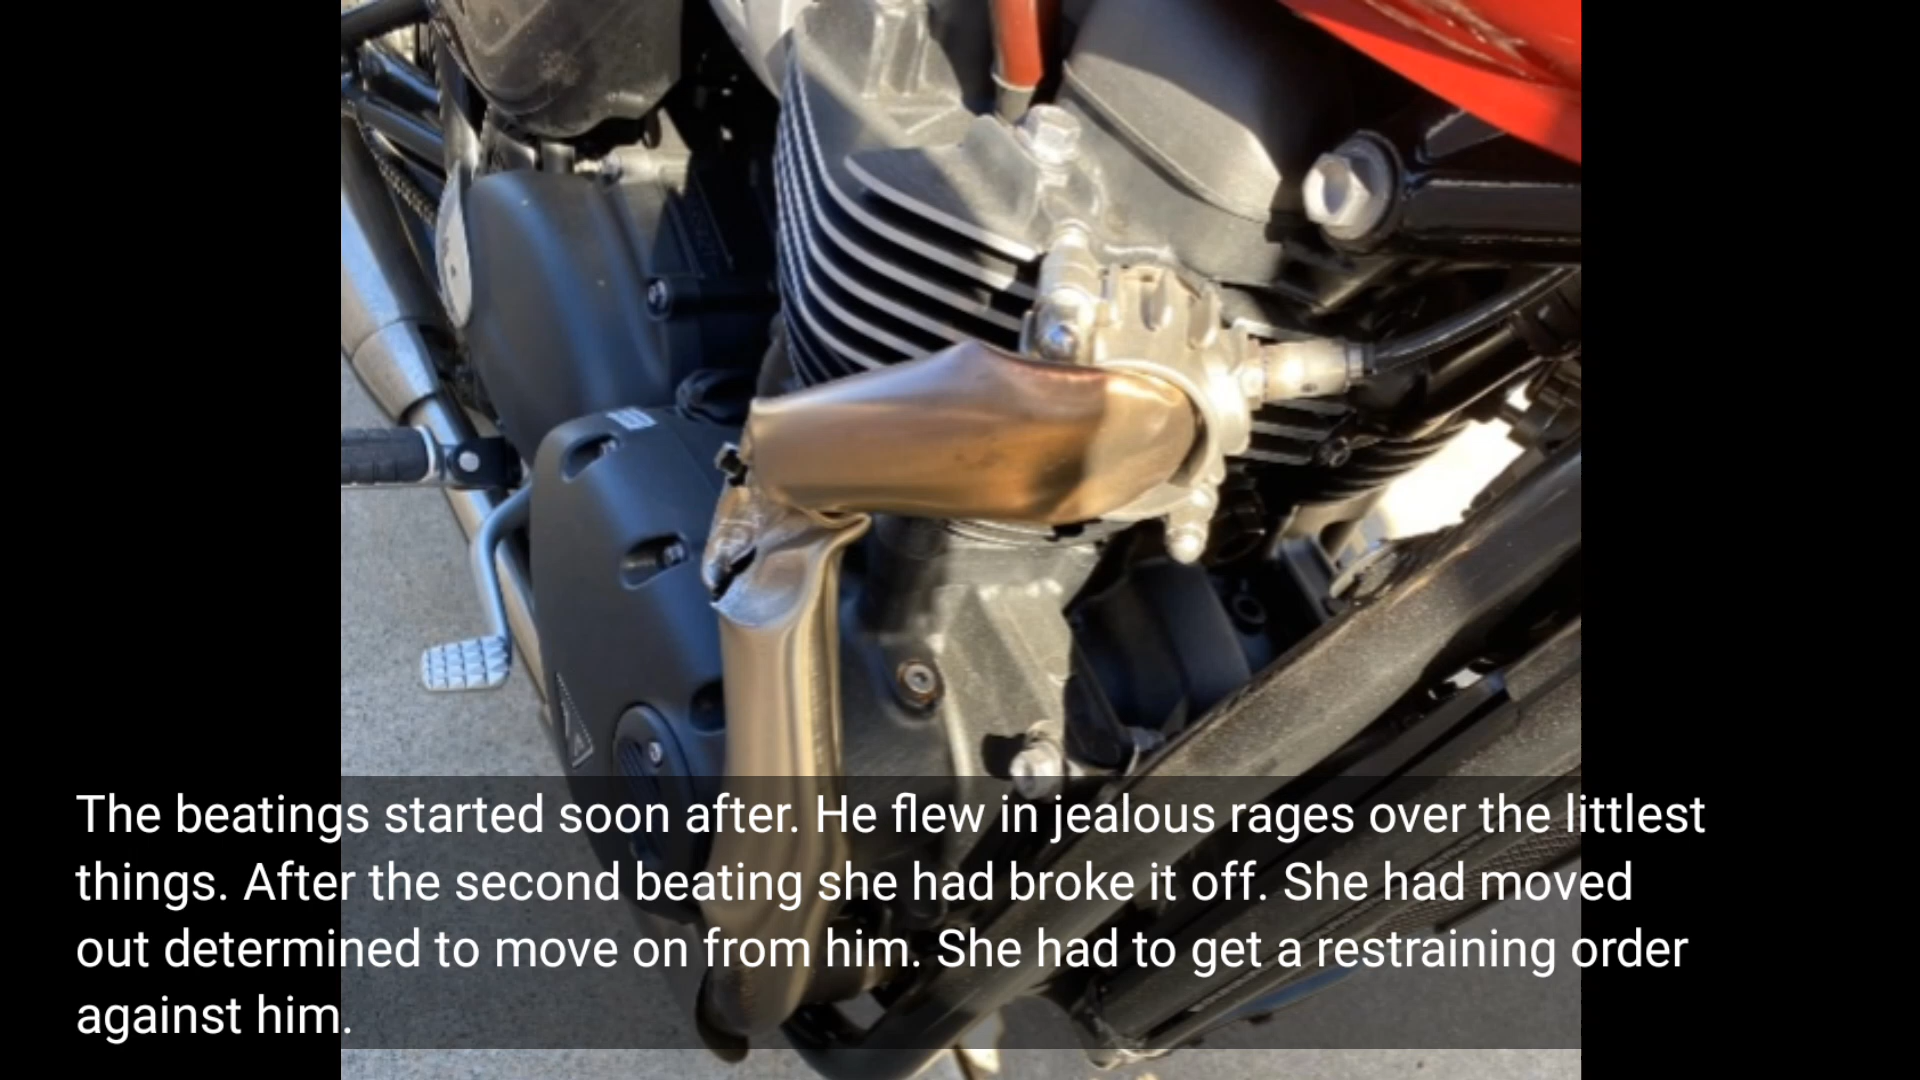 The beatings started soon after. He flew in jealous rages over the littlest
things. After the second beating she had broke it off. She had moved
out determined to move on from him. She had to get a restraining order
against him.